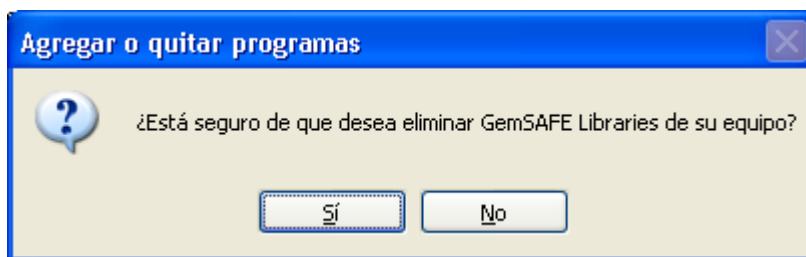 Agregar o quitar programas
¿Está seguro de que desea eliminar GemSAFE Libraries de su equipo?
Sí
No